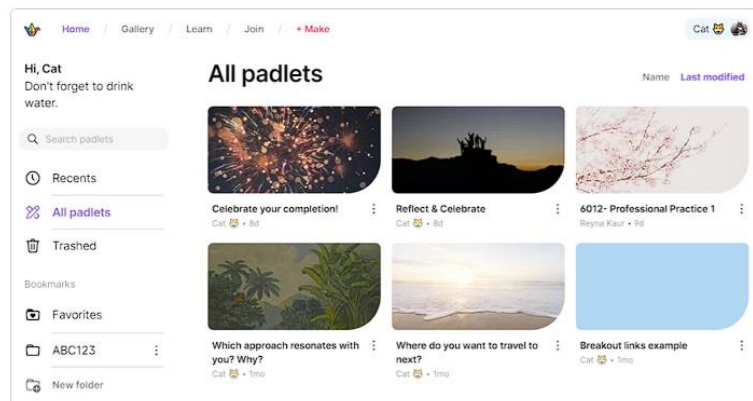 Home / Gallery / Learn / Join / + Make
Cat 🐱
Hi, Cat
Don't forget to drink
water.
Search padlets
Recents
All padlets
Trashed
Bookmarks
Favorites
ABC123
New folder
All padlets
Name Last modified
Celebrate your completion!
Cat 🐱 • 8d
Reflect & Celebrate
Cat 🐱 • 8d
6012- Professional Practice 1
Reyna Kaur • 9d
Which approach resonates with
you? Why?
Cat 🐱 • 1mo
Where do you want to travel to
next?
Cat 🐱 • 1mo
Breakout links example
Cat 🐱 • 1mo